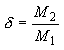 δ = M₂ / M₁